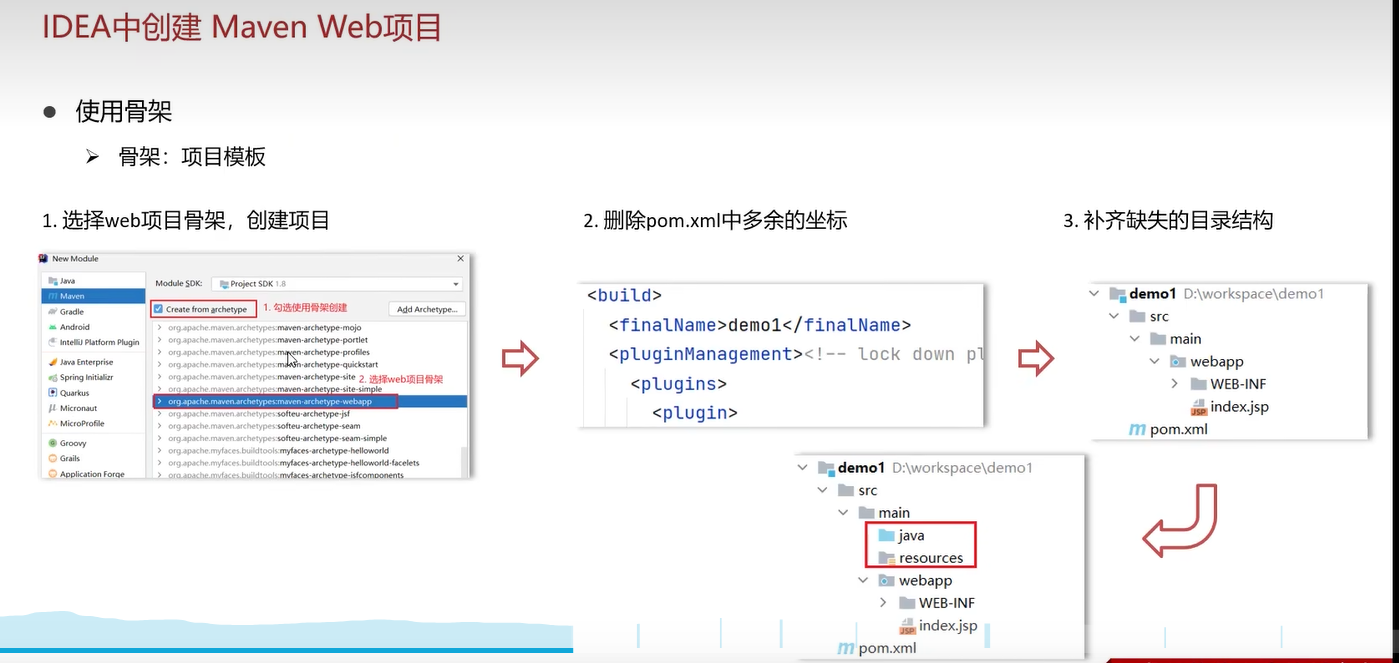 IDEA中创建 Maven Web项目
使用骨架
骨架：项目模板
1. 选择web项目骨架，创建项目
New Module
Java
Maven
Gradle
Android
IntelliJ Platform Plugin
Java Enterprise
Spring Initializr
Quarkus
Micronaut
MicroProfile
Groovy
Grails
Application Forge
Module SDK: Project SDK 1.8
Create from archetype 1. 勾选使用骨架创建 Add Archetype...
org.apache.maven.archetypes:maven-archetype-mojo
org.apache.maven.archetypes:maven-archetype-portlet
org.apache.maven.archetypes:maven-archetype-profiles
org.apache.maven.archetypes:maven-archetype-quickstart
org.apache.maven.archetypes:maven-archetype-site 2. 选择web项目骨架
org.apache.maven.archetypes:maven-archetype-site-simple
org.apache.maven.archetypes:maven-archetype-webapp
org.apache.maven.archetypes:softeu-archetype-jsf
org.apache.maven.archetypes:softeu-archetype-seam
org.apache.maven.archetypes:softeu-archetype-seam-simple
org.apache.myfaces.buildtools:myfaces-archetype-helloworld
org.apache.myfaces.buildtools:myfaces-archetype-helloworld-facelets
org.apache.myfaces.buildtools:myfaces-archetype-jsfcomponents
2. 删除pom.xml中多余的坐标
<build>
<finalName>demo1</finalName>
<pluginManagement><!-- lock down pl
<plugins>
<plugin>
3. 补齐缺失的目录结构
demo1 D:\workspace\demo1
src
main
webapp
WEB-INF
index.jsp
pom.xml
demo1 D:\workspace\demo1
src
main
java
resources
webapp
WEB-INF
index.jsp
pom.xml